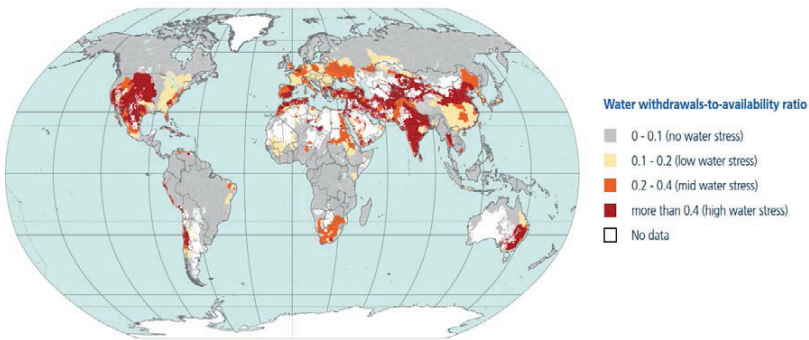 Water withdrawals-to-availability ratio
0 - 0.1 (no water stress)
0.1 - 0.2 (low water stress)
0.2 - 0.4 (mid water stress)
more than 0.4 (high water stress)
No data